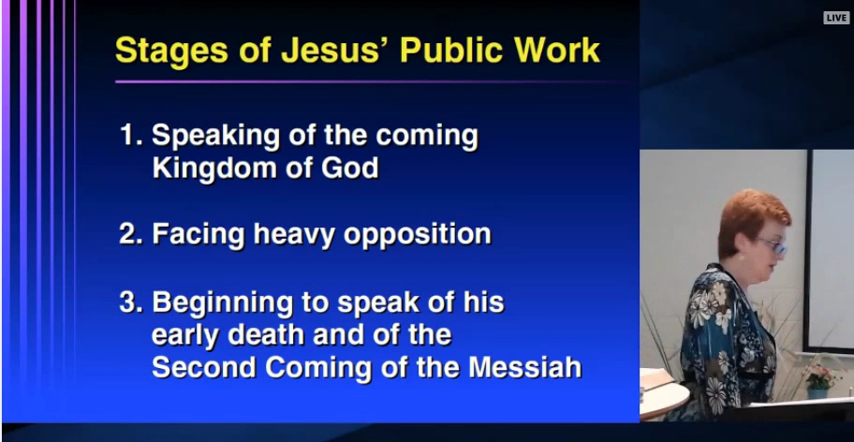 LIVE
Stages of Jesus’ Public Work
1. Speaking of the coming
Kingdom of God
2. Facing heavy opposition
3. Beginning to speak of his
early death and of the
Second Coming of the Messiah